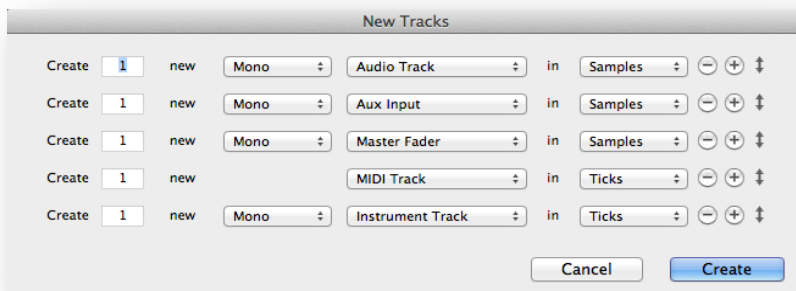 New Tracks
Create 1 new Mono Audio Track in Samples
Create 1 new Mono Aux Input in Samples
Create 1 new Mono Master Fader in Samples
Create 1 new MIDI Track in Ticks
Create 1 new Mono Instrument Track in Ticks
Cancel Create